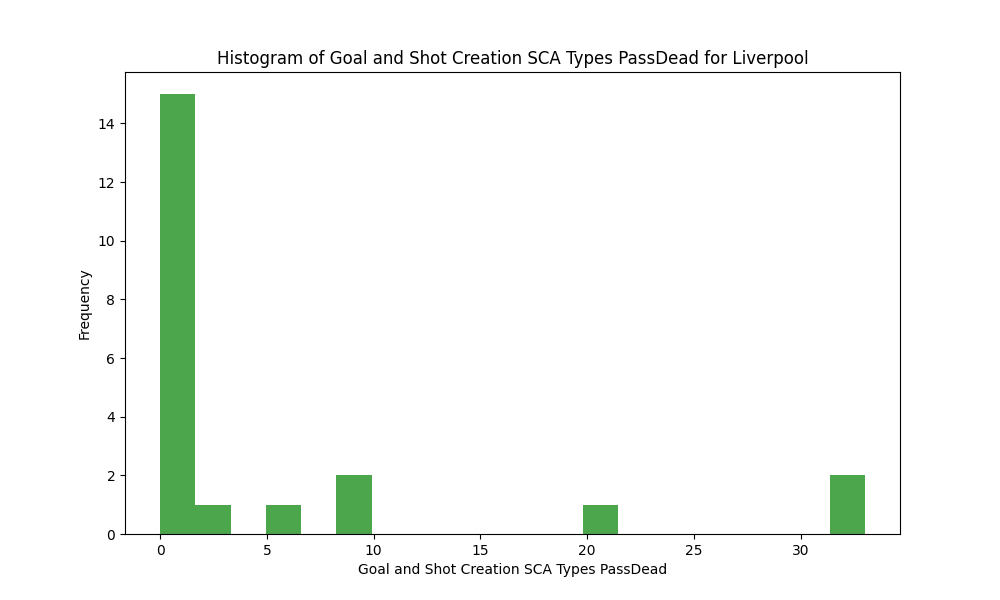 Histogram of Goal and Shot Creation SCA Types PassDead for Liverpool
Frequency
14
12
10
8
6
4
2
0
0 5 10 15 20 25 30
Goal and Shot Creation SCA Types PassDead